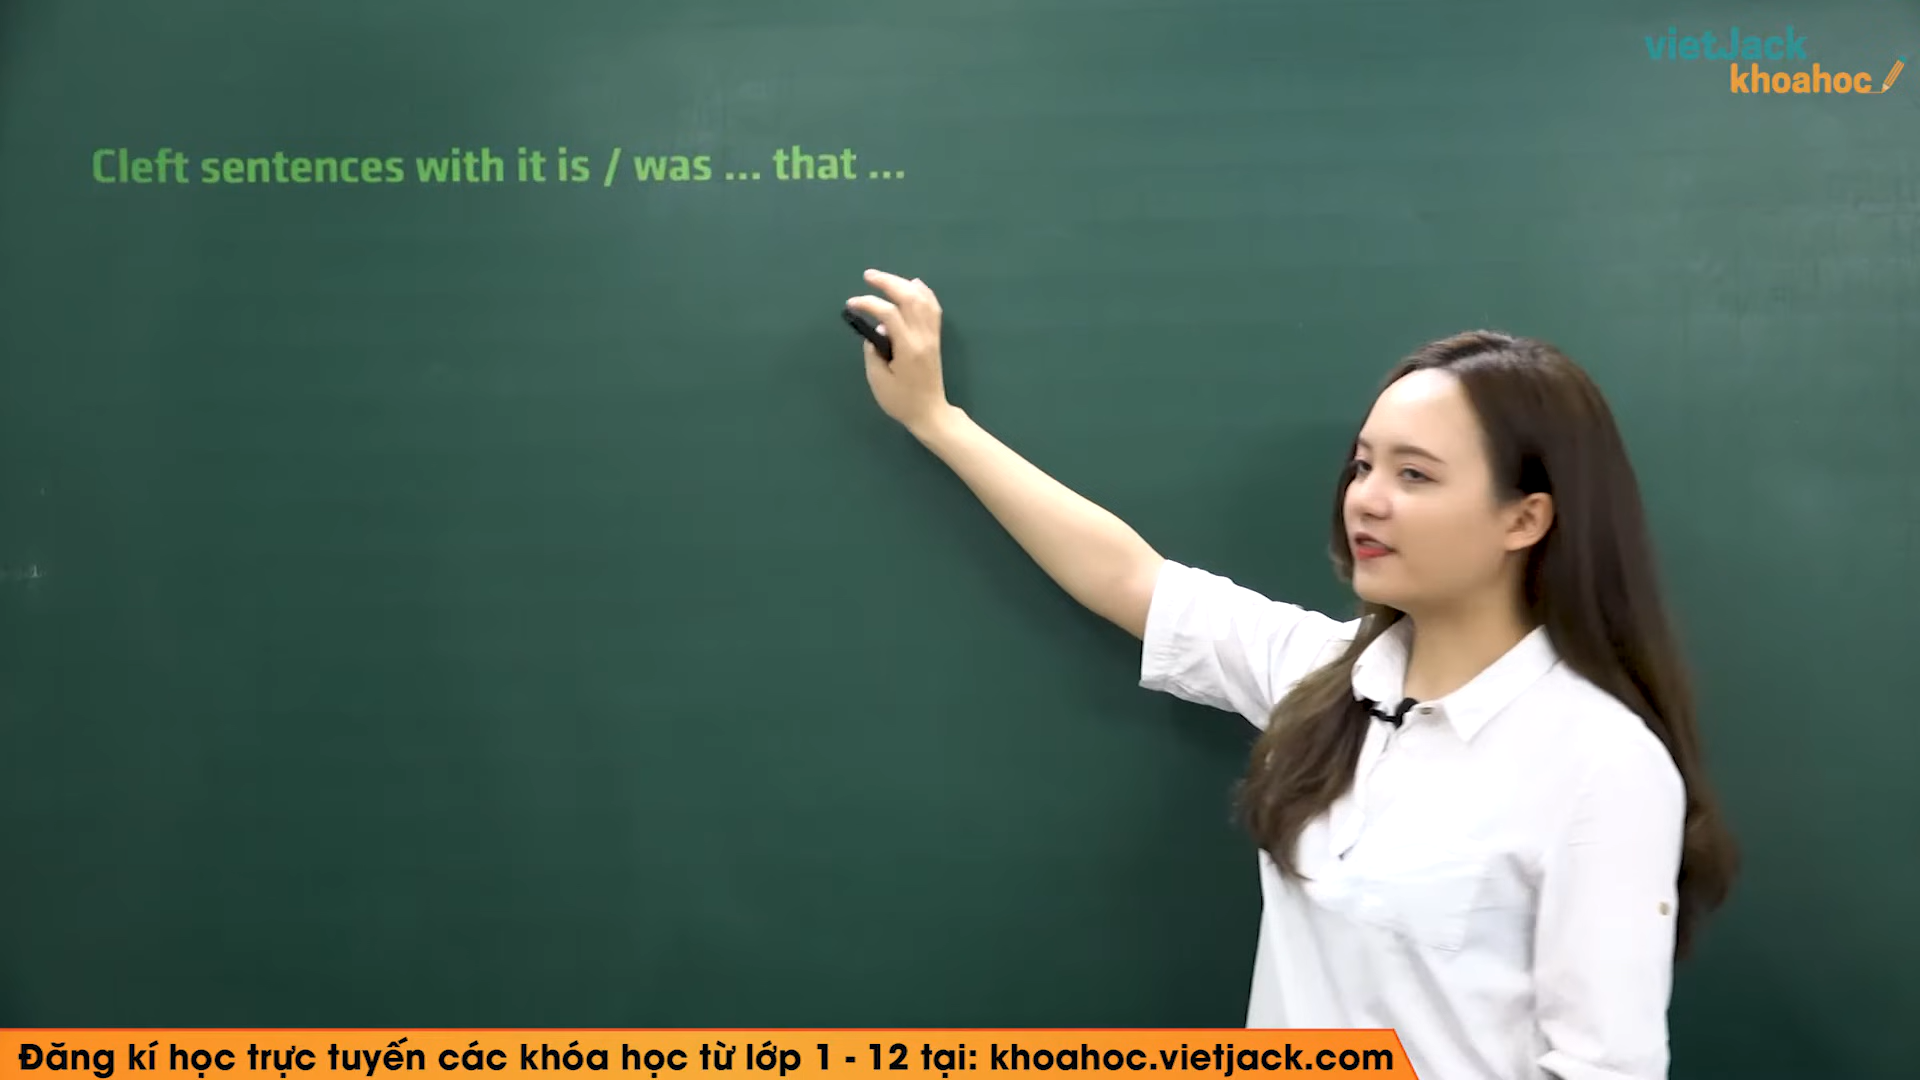 vietJack
khoahoc
Cleft sentences with it is / was ... that ...
Đăng kí học trực tuyến các khóa học từ lớp 1 - 12 tại: khoahoc.vietjack.com